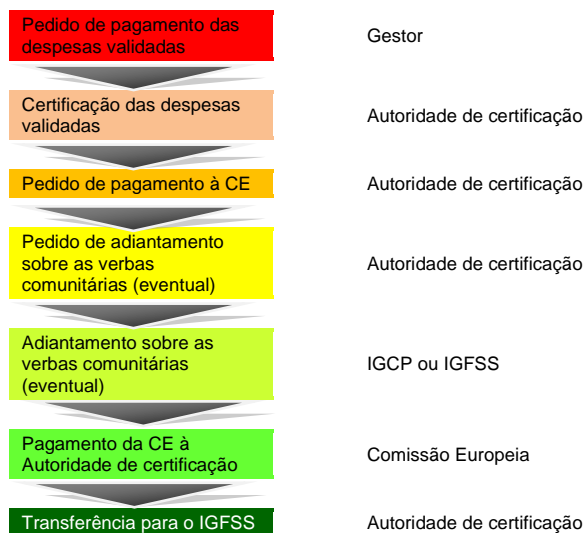 Pedido de pagamento das
despesas validadas
Gestor
Certificação das despesas
validadas
Autoridade de certificação
Pedido de pagamento à CE
Autoridade de certificação
Pedido de adiantamento
sobre as verbas
comunitárias (eventual)
Autoridade de certificação
Adiantamento sobre as
verbas comunitárias
(eventual)
IGCP ou IGFSS
Pagamento da CE à
Autoridade de certificação
Comissão Europeia
Transferência para o IGFSS
Autoridade de certificação